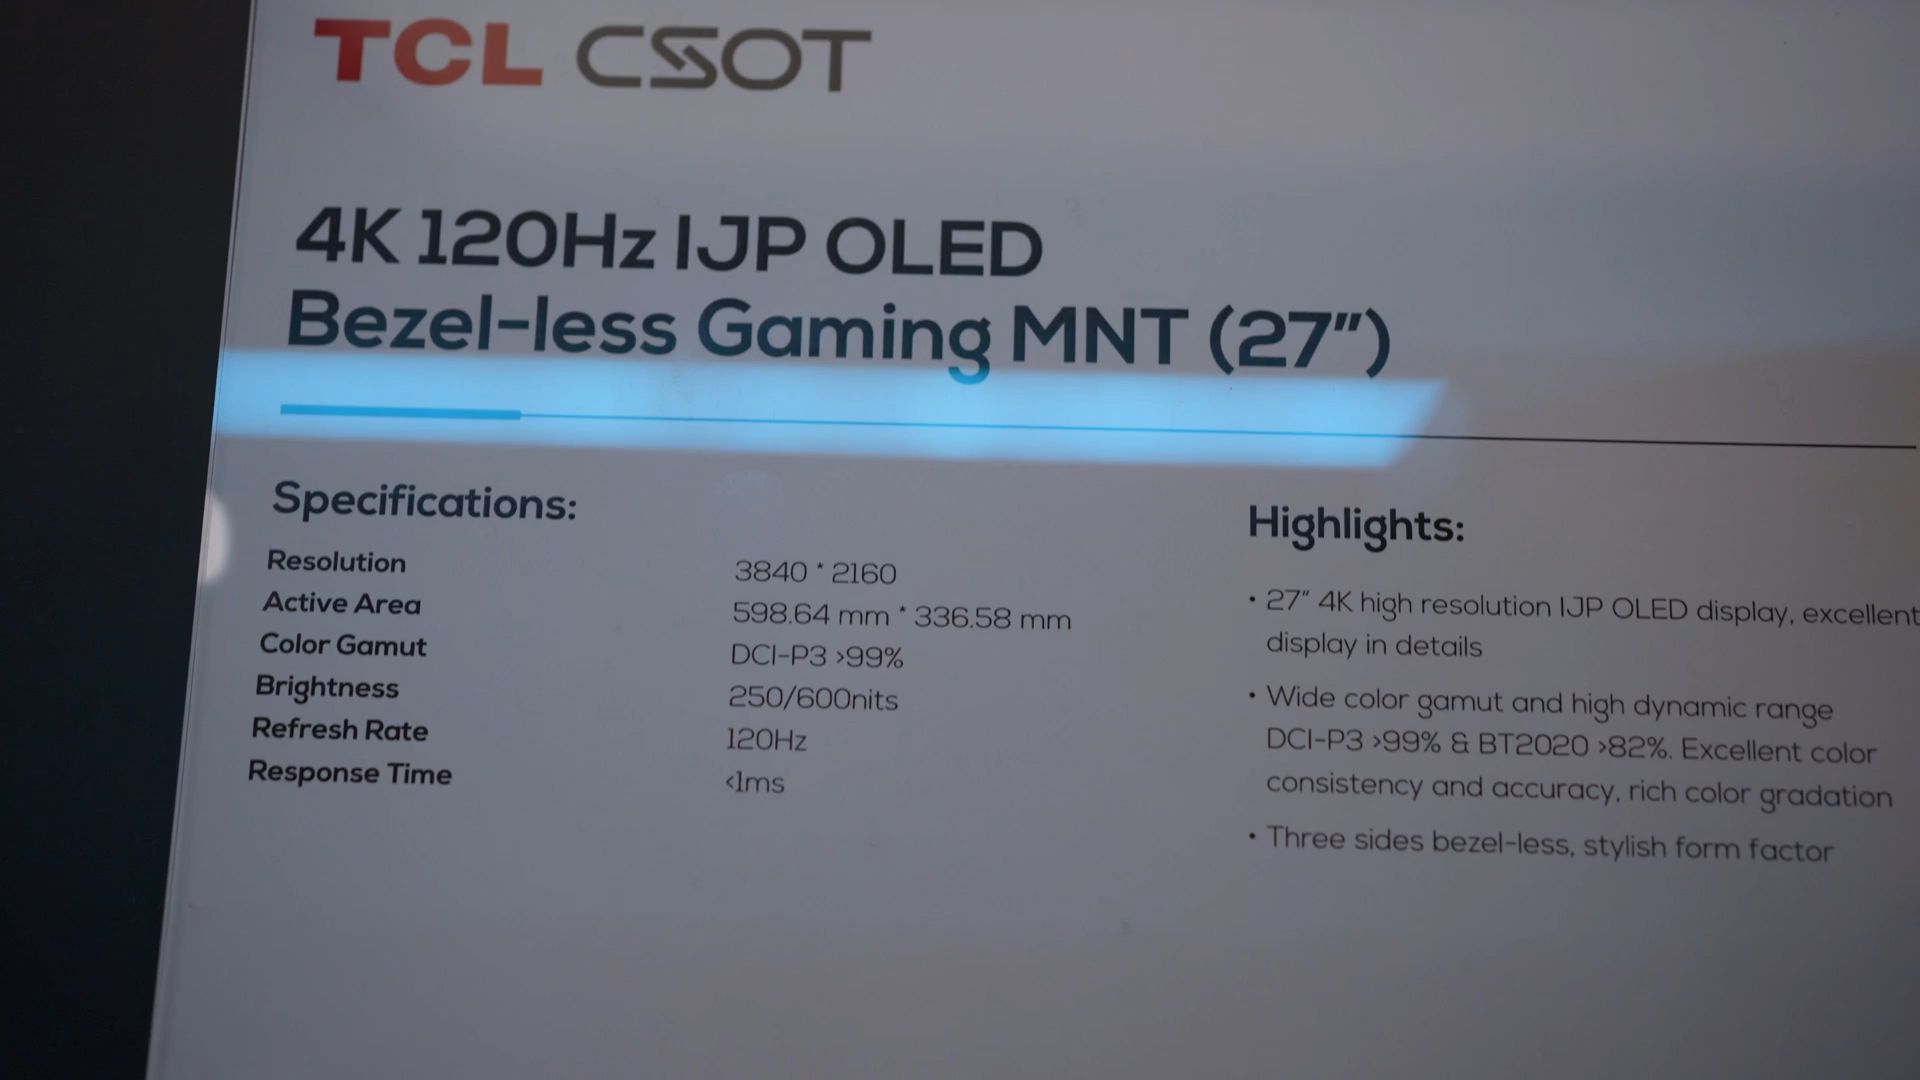 TCL CSOT
4K 120Hz IJP OLED
Bezel-less Gaming MNT (27")
Specifications:
Resolution 3840 * 2160
Active Area 598.64 mm * 336.58 mm
Color Gamut DCI-P3 >99%
Brightness 250/600nits
Refresh Rate 120Hz
Response Time <1ms
Highlights:
• 27" 4K high resolution IJP OLED display, excellent
display in details
• Wide color gamut and high dynamic range
DCI-P3 >99% & BT2020 >82%. Excellent color
consistency and accuracy, rich color gradation
• Three sides bezel-less, stylish form factor